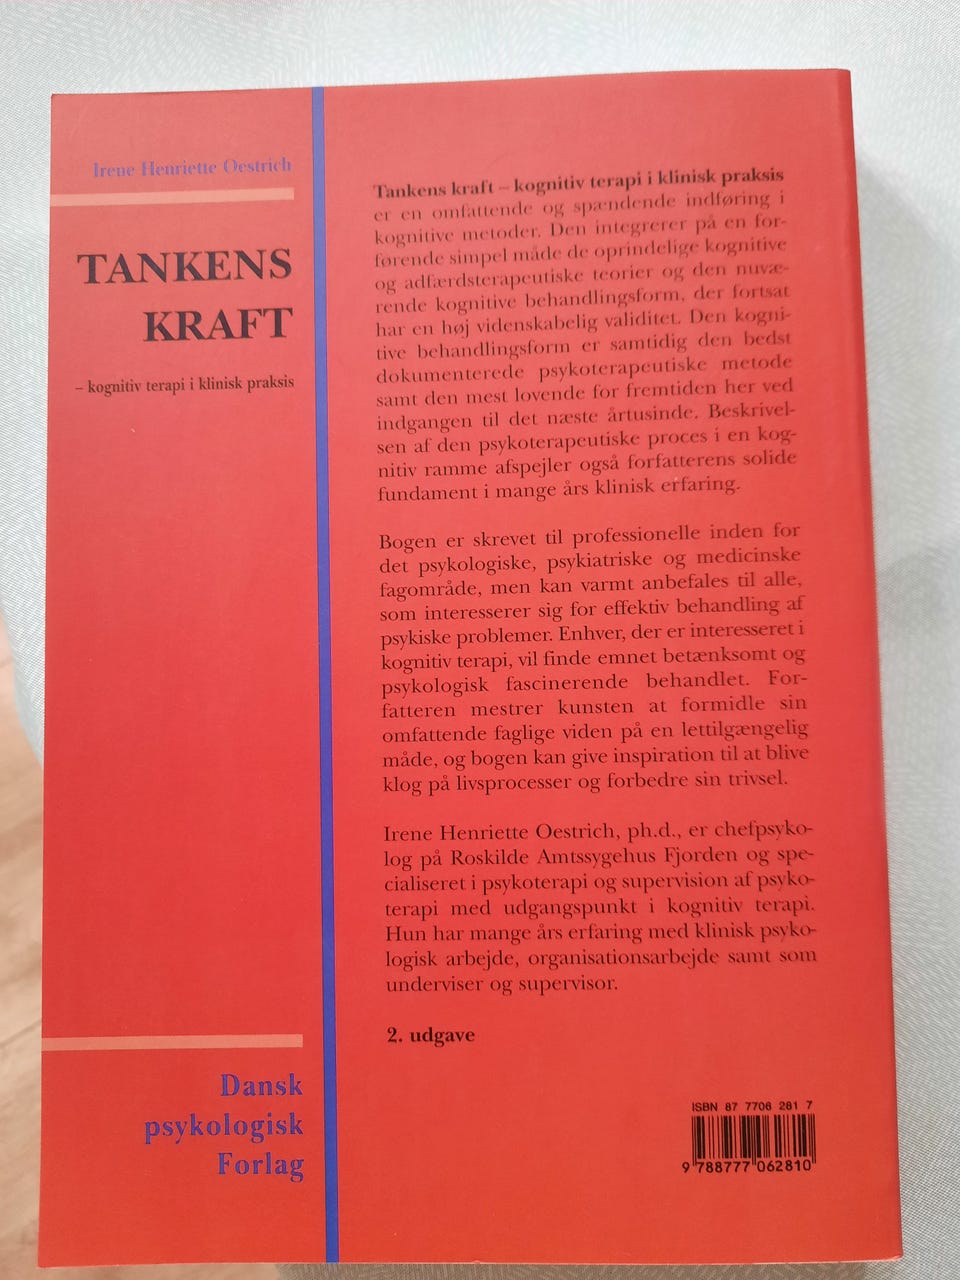 Irene Henriette Oestrich
TANKENS
KRAFT
– kognitiv terapi i klinisk praksis
Tankens kraft – kognitiv terapi i klinisk praksis
er en omfattende og spændende indføring i
kognitive metoder. Den integrerer på en for-
førende simpel måde de oprindelige kognitive
og adfærdsterapeutiske teorier og den nuvæ-
rende kognitive behandlingsform, der fortsat
har en høj videnskabelig validitet. Den kogni-
tive behandlingsform er samtidig den bedst
dokumenterede psykoterapeutiske metode
samt den mest lovende for fremtiden her ved
indgangen til det næste årtusinde. Beskrivel-
sen af den psykoterapeutiske proces i en kog-
nitiv ramme afspejler også forfatterens solide
fundament i mange års klinisk erfaring.
Bogen er skrevet til professionelle inden for
det psykologiske, psykiatriske og medicinske
fagområde, men kan varmt anbefales til alle,
som interesserer sig for effektiv behandling af
psykiske problemer. Enhver, der er interesseret i
kognitiv terapi, vil finde emnet betænksomt og
psykologisk fascinerende behandlet. For-
fatteren mestrer kunsten at formidle sin
omfattende faglige viden på en lettilgængelig
måde, og bogen kan give inspiration til at blive
klog på livsprocesser og forbedre sin trivsel.
Irene Henriette Oestrich, ph.d., er chefpsyko-
log på Roskilde Amtssygehus Fjorden og spe-
cialiseret i psykoterapi og supervision af psyko-
terapi med udgangspunkt i kognitiv terapi.
Hun har mange års erfaring med klinisk psyko-
logisk arbejde, organisationsarbejde samt som
underviser og supervisor.
2. udgave
Dansk
psykologisk
Forlag
ISBN 87 7706 281 7
9 788777 062810